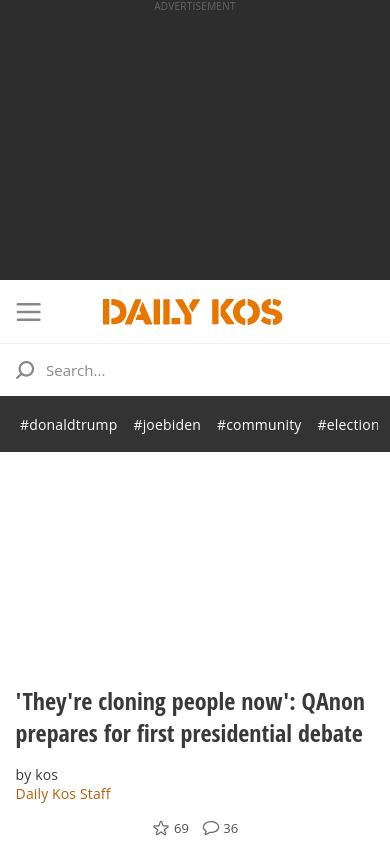 ADVERTISEMENT
DAILY KOS
Search...
#donaldtrump #joebiden #community #election
'They're cloning people now': QAnon
prepares for first presidential debate
by kos
Daily Kos Staff
69 36